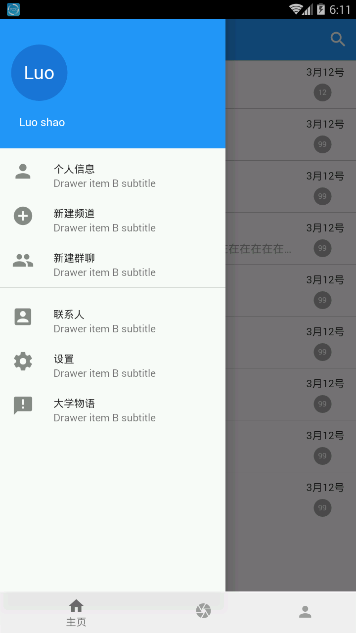 6:11
Luo
Luo shao
个人信息
Drawer item B subtitle
新建频道
Drawer item B subtitle
新建群聊
Drawer item B subtitle
联系人
Drawer item B subtitle
设置
Drawer item B subtitle
大学物语
Drawer item B subtitle
3月12号
12
3月12号
99
3月12号
99
3月12号
在在在在在...
99
3月12号
99
3月12号
99
3月12号
99
3月12号
99
3月12号
99
主页